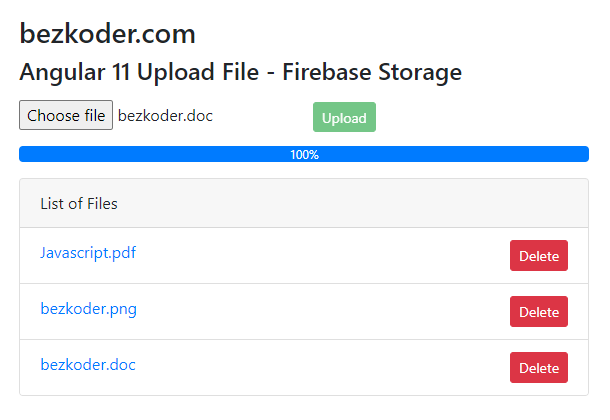 bezkoder.com
Angular 11 Upload File - Firebase Storage
Choose file bezkoder.doc Upload
100%
List of Files
Javascript.pdf Delete
bezkoder.png Delete
bezkoder.doc Delete